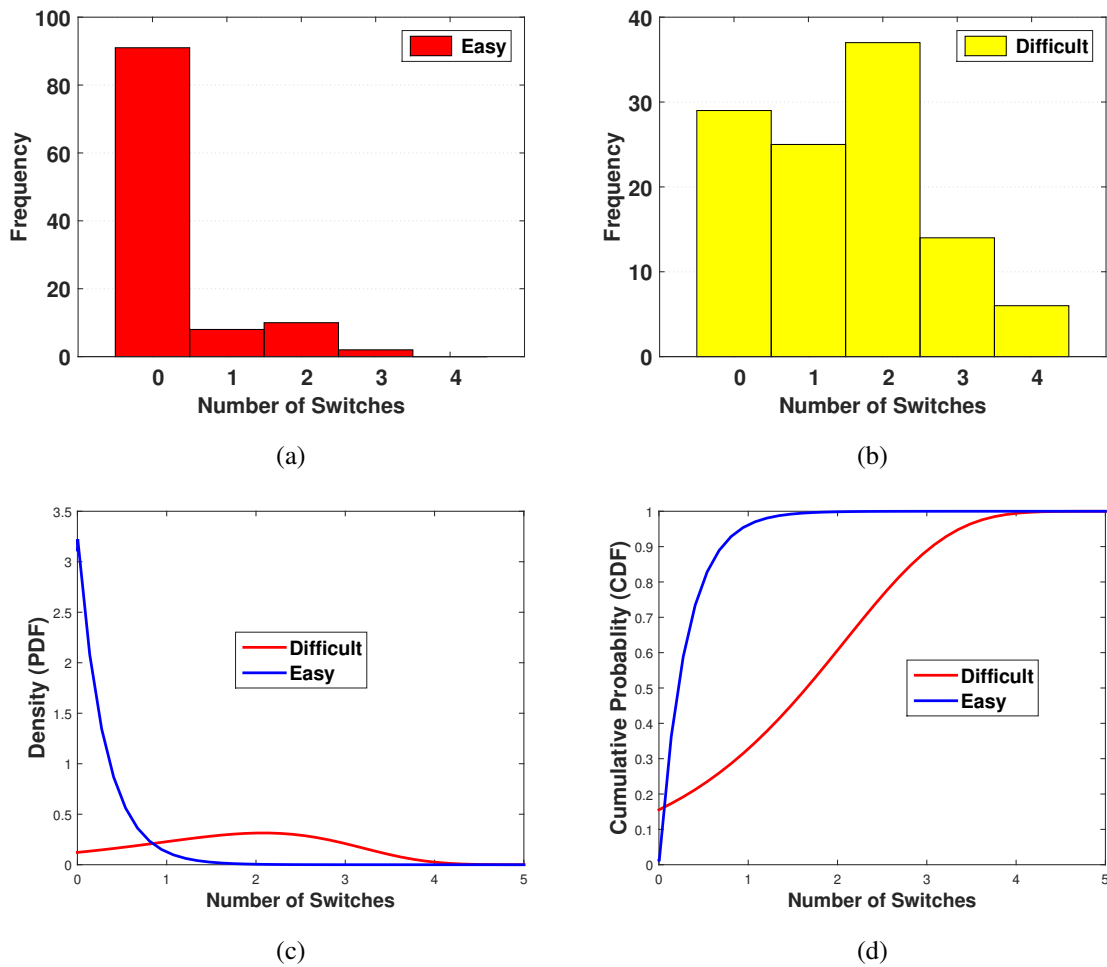 100
80
60
40
20
0
Frequency
Easy
0 1 2 3 4
Number of Switches
(a)
40
30
20
10
0
Frequency
Difficult
0 1 2 3 4
Number of Switches
(b)
3.5
3
2.5
2
1.5
1
0.5
0
Density (PDF)
Difficult
Easy
0 1 2 3 4 5
Number of Switches
(c)
1
0.9
0.8
0.7
0.6
0.5
0.4
0.3
0.2
0.1
0
Cumulative Probablity (CDF)
Difficult
Easy
0 1 2 3 4 5
Number of Switches
(d)